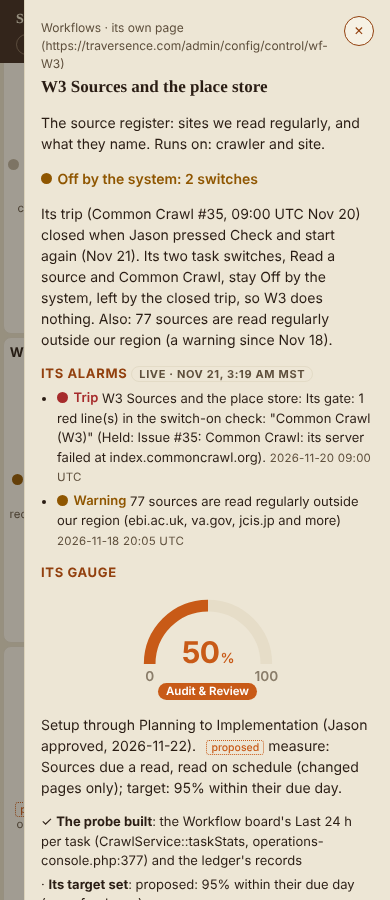 Workflows · its own page
(https://traversence.com/admin/config/control/wf-
W3)
×
W3 Sources and the place store
The source register: sites we read regularly, and
what they name. Runs on: crawler and site.
Off by the system: 2 switches
Its trip (Common Crawl #35, 09:00 UTC Nov 20)
closed when Jason pressed Check and start
again (Nov 21). Its two task switches, Read a
source and Common Crawl, stay Off by the
system, left by the closed trip, so W3 does
nothing. Also: 77 sources are read regularly
outside our region (a warning since Nov 18).
ITS ALARMS LIVE · NOV 21, 3:19 AM MST
• Trip W3 Sources and the place store: Its gate: 1
red line(s) in the switch-on check: "Common Crawl
(W3)" (Held: Issue #35: Common Crawl: its server
failed at index.commoncrawl.org). 2026-11-20 09:00
UTC
• Warning 77 sources are read regularly outside
our region (ebi.ac.uk, va.gov, jcis.jp and more)
2026-11-18 20:05 UTC
ITS GAUGE
50%
0 100
Audit & Review
Setup through Planning to Implementation (Jason
approved, 2026-11-22). proposed measure:
Sources due a read, read on schedule (changed
pages only); target: 95% within their due day.
✓ The probe built: the Workflow board's Last 24 h
per task (CrawlService::taskStats, operations-
console.php:377) and the ledger's records
· Its target set: proposed: 95% within their due day